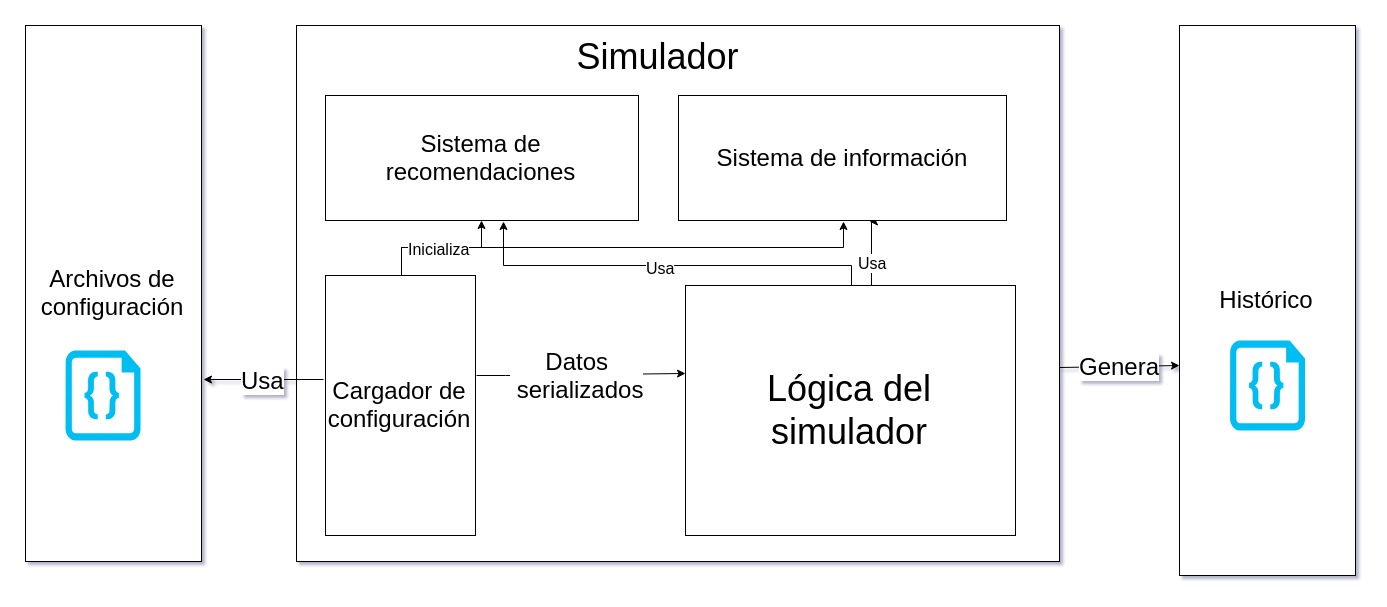 Simulador
Sistema de
recomendaciones
Sistema de información
Inicializa
Usa
Usa
Archivos de
configuración
{}
Usa
Cargador de
configuración
Datos
serializados
Lógica del
simulador
Genera
Histórico
{}